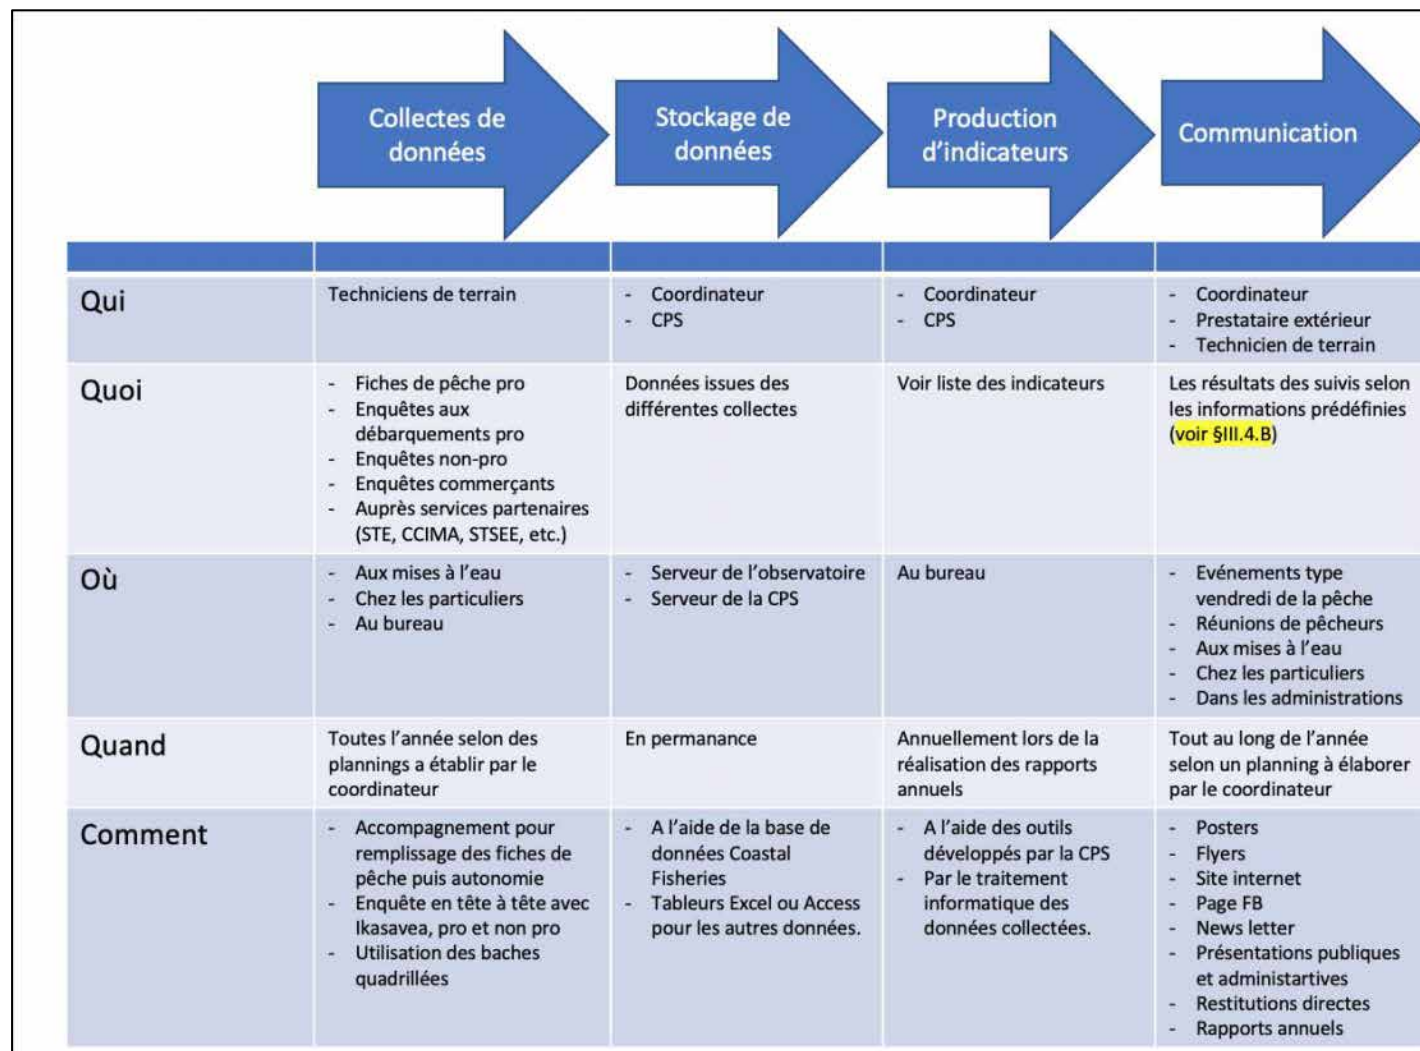 Collectes de
données
Stockage de
données
Production
d'indicateurs
Communication
Qui
Techniciens de terrain
- Coordinateur
- CPS
- Coordinateur
- CPS
- Coordinateur
- Prestataire extérieur
- Technicien de terrain
Quoi
- Fiches de pêche pro
- Enquêtes aux
débarquements pro
- Enquêtes non-pro
- Enquêtes commerçants
- Auprès services partenaires
(STE, CCIMA, STSEE, etc.)
Données issues des
différentes collectes
Voir liste des indicateurs
Les résultats des suivis selon
les informations prédéfinies
(voir §III.4.B)
Où
- Aux mises à l'eau
- Chez les particuliers
- Au bureau
- Serveur de l'observatoire
- Serveur de la CPS
Au bureau
- Evénements type
vendredi de la pêche
- Réunions de pêcheurs
- Aux mises à l'eau
- Chez les particuliers
- Dans les administrations
Quand
Toutes l'année selon des
plannings a établir par le
coordinateur
En permanance
Annuellement lors de la
réalisation des rapports
annuels
Tout au long de l'année
selon un planning à élaborer
par le coordinateur
Comment
- Accompagnement pour
remplissage des fiches de
pêche puis autonomie
- Enquête en tête à tête avec
Ikasavea, pro et non pro
- Utilisation des baches
quadrillées
- A l'aide de la base de
données Coastal
Fisheries
- Tableurs Excel ou Access
pour les autres données.
- A l'aide des outils
développés par la CPS
- Par le traitement
informatique des
données collectées.
- Posters
- Flyers
- Site internet
- Page FB
- News letter
- Présentations publiques
et administartives
- Restitutions directes
- Rapports annuels